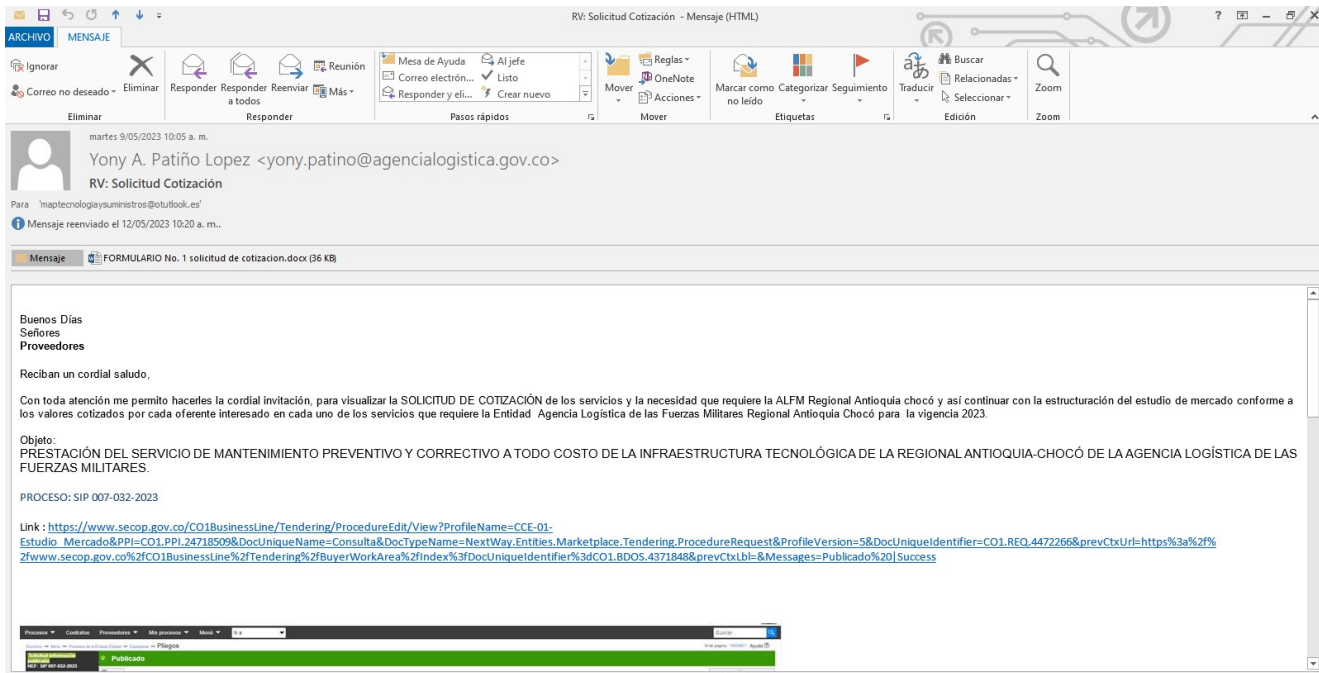 RV: Solicitud Cotización - Mensaje (HTML)
ARCHIVO MENSAJE
Ignorar
Correo no deseado
Eliminar
Responder
Responder a todos
Reenviar
Reunión
Más
Mesa de Ayuda
Correo electrón...
Responder y eli...
Al jefe
Listo
Crear nuevo
Mover
Reglas
OneNote
Acciones
Marcar como no leído
Categorizar
Seguimiento
Traducir
Buscar
Relacionadas
Seleccionar
Zoom
Eliminar Responder Pasos rápidos Mover Etiquetas Edición Zoom
martes 9/05/2023 10:05 a. m.
Yony A. Patiño Lopez <yony.patino@agencialogistica.gov.co>
RV: Solicitud Cotización
Para 'maptecnologiaysuministros@otutlook.es'
Mensaje reenviado el 12/05/2023 10:20 a. m..
Mensaje FORMULARIO No. 1 solicitud de cotizacion.docx (36 KB)
Buenos Días
Señores
Proveedores
Reciban un cordial saludo,
Con toda atención me permito hacerles la cordial invitación, para visualizar la SOLICITUD DE COTIZACIÓN de los servicios y la necesidad que requiere la ALFM Regional Antioquia chocó y así continuar con la estructuración del estudio de mercado conforme a
los valores cotizados por cada oferente interesado en cada uno de los servicios que requiere la Entidad Agencia Logística de las Fuerzas Militares Regional Antioquia Chocó para la vigencia 2023.
Objeto:
PRESTACIÓN DEL SERVICIO DE MANTENIMIENTO PREVENTIVO Y CORRECTIVO A TODO COSTO DE LA INFRAESTRUCTURA TECNOLÓGICA DE LA REGIONAL ANTIOQUIA-CHOCÓ DE LA AGENCIA LOGÍSTICA DE LAS
FUERZAS MILITARES.
PROCESO: SIP 007-032-2023
Link : https://www.secop.gov.co/CO1BusinessLine/Tendering/ProcedureEdit/View?ProfileName=CCE-01-
Estudio_Mercado&PPI=CO1.PPI.24718509&DocUniqueName=Consulta&DocTypeName=NextWay.Entities.Marketplace.Tendering.ProcedureRequest&ProfileVersion=5&DocUniqueIdentifier=CO1.REQ.4472266&prevCtxUrl=https%3a%2f%
2fwww.secop.gov.co%2fCO1BusinessLine%2fTendering%2fBuyerWorkArea%2fIndex%3fDocUniqueIdentifier%3dCO1.BDOS.4371848&prevCtxLbl=&Messages=Publicado%20|Success
Procesos Contratos Proveedores Mis procesos Menú Ir a Buscar
Pliegos
Publicado
REF: SIP 007-032-2023